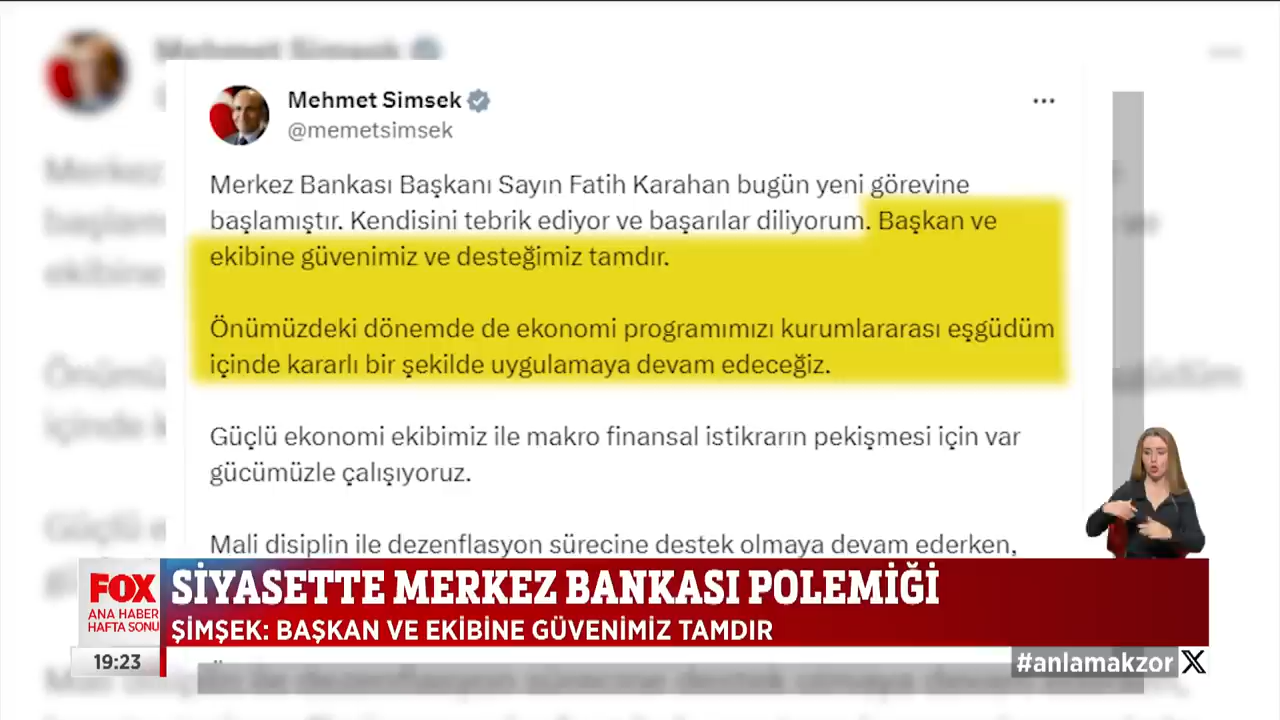 Mehmet Simsek
@memetsimsek
Merkez Bankası Başkanı Sayın Fatih Karahan bugün yeni görevine
başlamıştır. Kendisini tebrik ediyor ve başarılar diliyorum. Başkan ve
ekibine güvenimiz ve desteğimiz tamdır.
Önümüzdeki dönemde de ekonomi programımızı kurumlararası eşgüdüm
içinde kararlı bir şekilde uygulamaya devam edeceğiz.
Güçlü ekonomi ekibimiz ile makro finansal istikrarın pekişmesi için var
gücümüzle çalışıyoruz.
Mali disiplin ile dezenflasyon sürecine destek olmaya devam ederken,
FOX
ANA HABER
HAFTA SONU
SİYASETTE MERKEZ BANKASI POLEMİĞİ
ŞİMŞEK: BAŞKAN VE EKİBİNE GÜVENİMİZ TAMDIR
19:23
#anlamakzor X